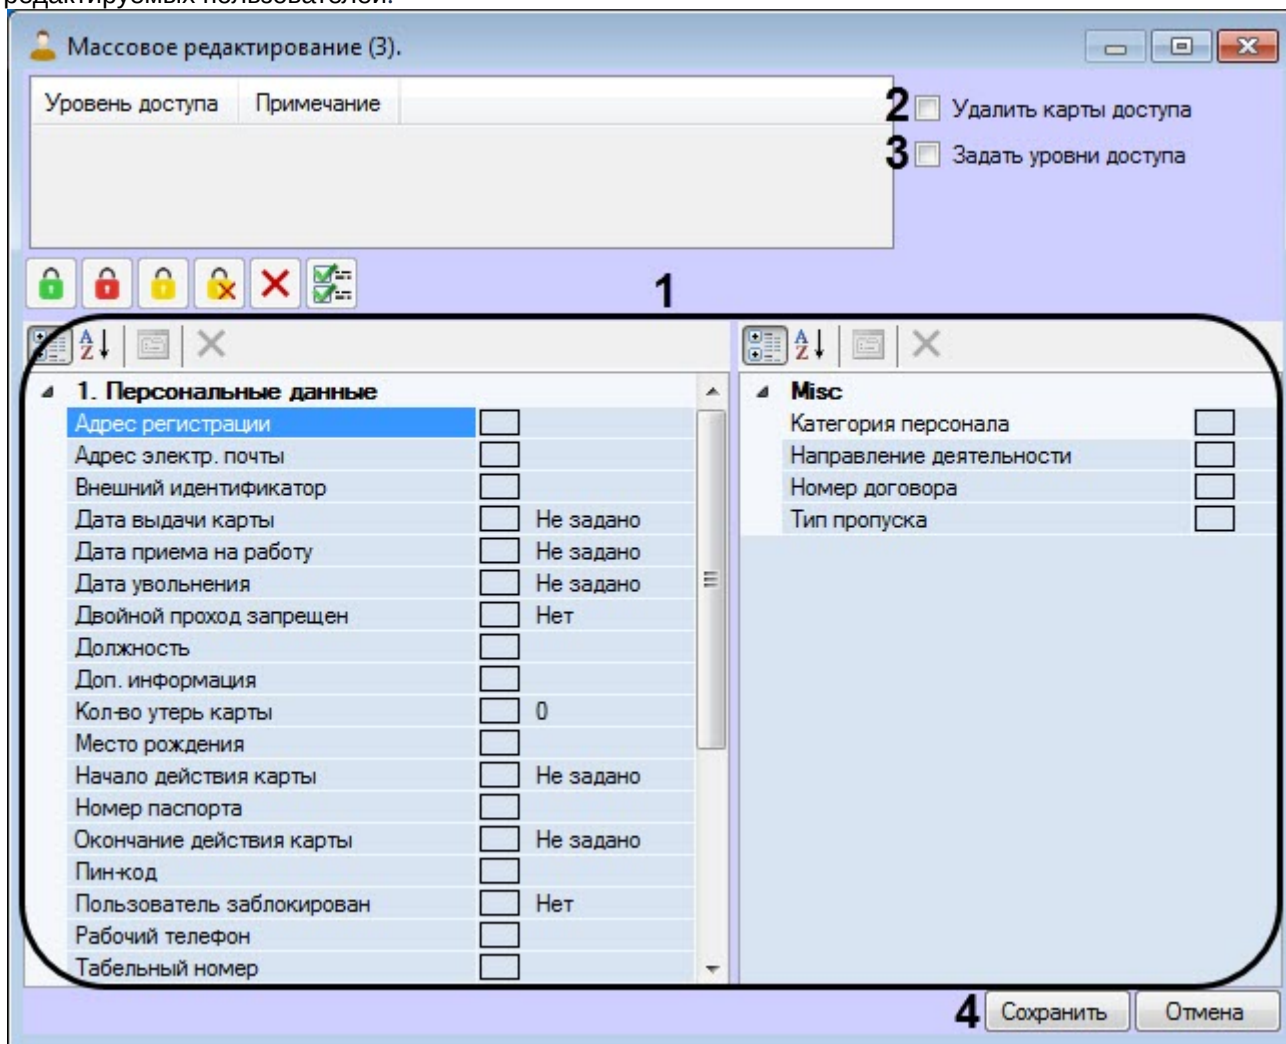 редактируемых пользователей.
Массовое редактирование (3).
Уровень доступа Примечание
2 Удалить карты доступа
3 Задать уровни доступа
1
1. Персональные данные
Адрес регистрации
Адрес электр. почты
Внешний идентификатор
Дата выдачи карты Не задано
Дата приема на работу Не задано
Дата увольнения Не задано
Двойной проход запрещен Нет
Должность
Доп. информация
Кол-во утерь карты 0
Место рождения
Начало действия карты Не задано
Номер паспорта
Окончание действия карты Не задано
Пин-код
Пользователь заблокирован Нет
Рабочий телефон
Табельный номер
Misc
Категория персонала
Направление деятельности
Номер договора
Тип пропуска
4 Сохранить Отмена